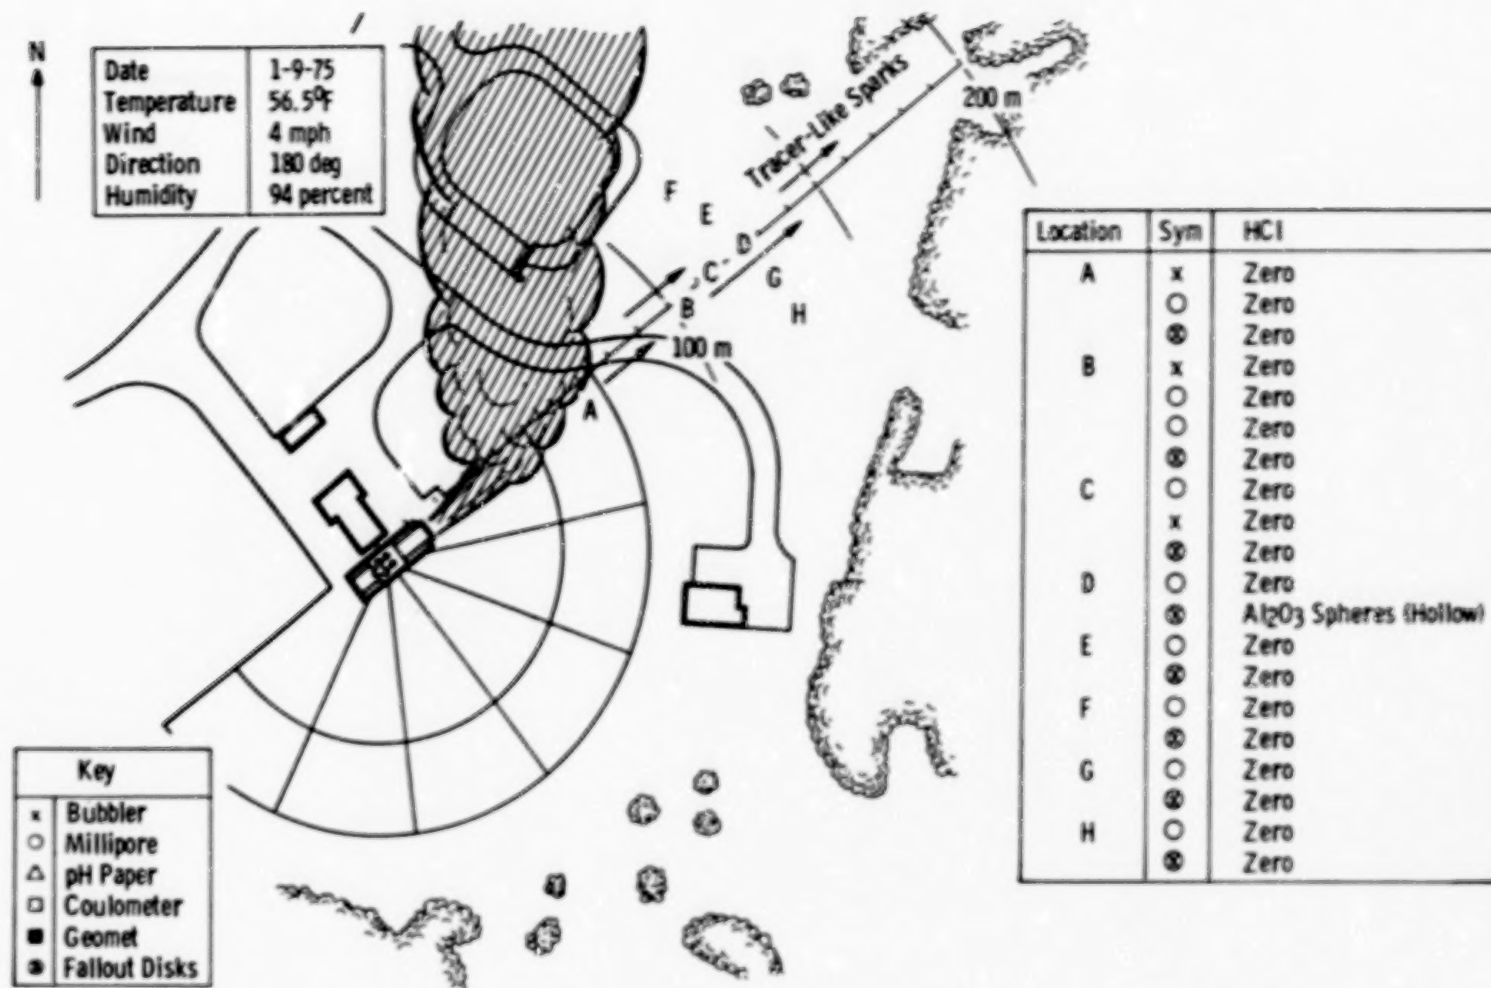 N
Date 1-9-75
Temperature 56.5°F
Wind 4 mph
Direction 180 deg
Humidity 94 percent
Tracer-Like Sparks
200 m
F
E
D
C
G
B
H
100 m
A
Location Sym HCl
A x Zero
○ Zero
⊗ Zero
B x Zero
○ Zero
○ Zero
⊗ Zero
C ○ Zero
x Zero
⊗ Zero
D ○ Zero
⊗ Al2O3 Spheres (Hollow)
E ○ Zero
⊗ Zero
F ○ Zero
⊗ Zero
G ○ Zero
⊗ Zero
H ○ Zero
⊗ Zero
Key
x Bubbler
○ Millipore
△ pH Paper
□ Coulometer
■ Geomet
⊗ Fallout Disks